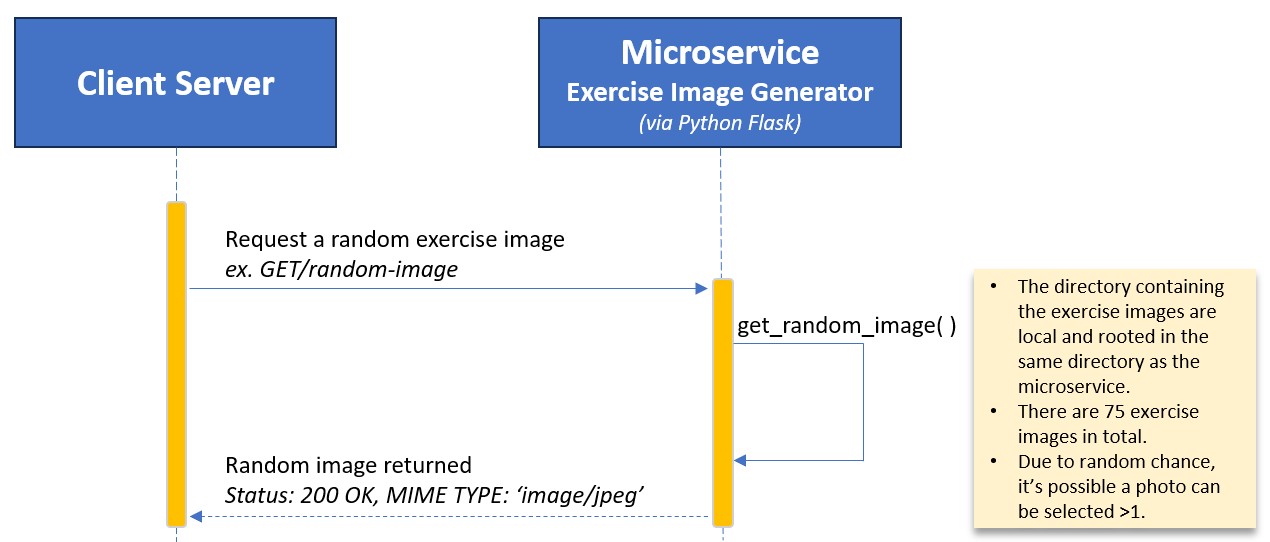 Client Server
Microservice
Exercise Image Generator
(via Python Flask)
Request a random exercise image
ex. GET/random-image
get_random_image( )
• The directory containing
the exercise images are
local and rooted in the
same directory as the
microservice.
• There are 75 exercise
images in total.
• Due to random chance,
it’s possible a photo can
be selected >1.
Random image returned
Status: 200 OK, MIME TYPE: ‘image/jpeg’